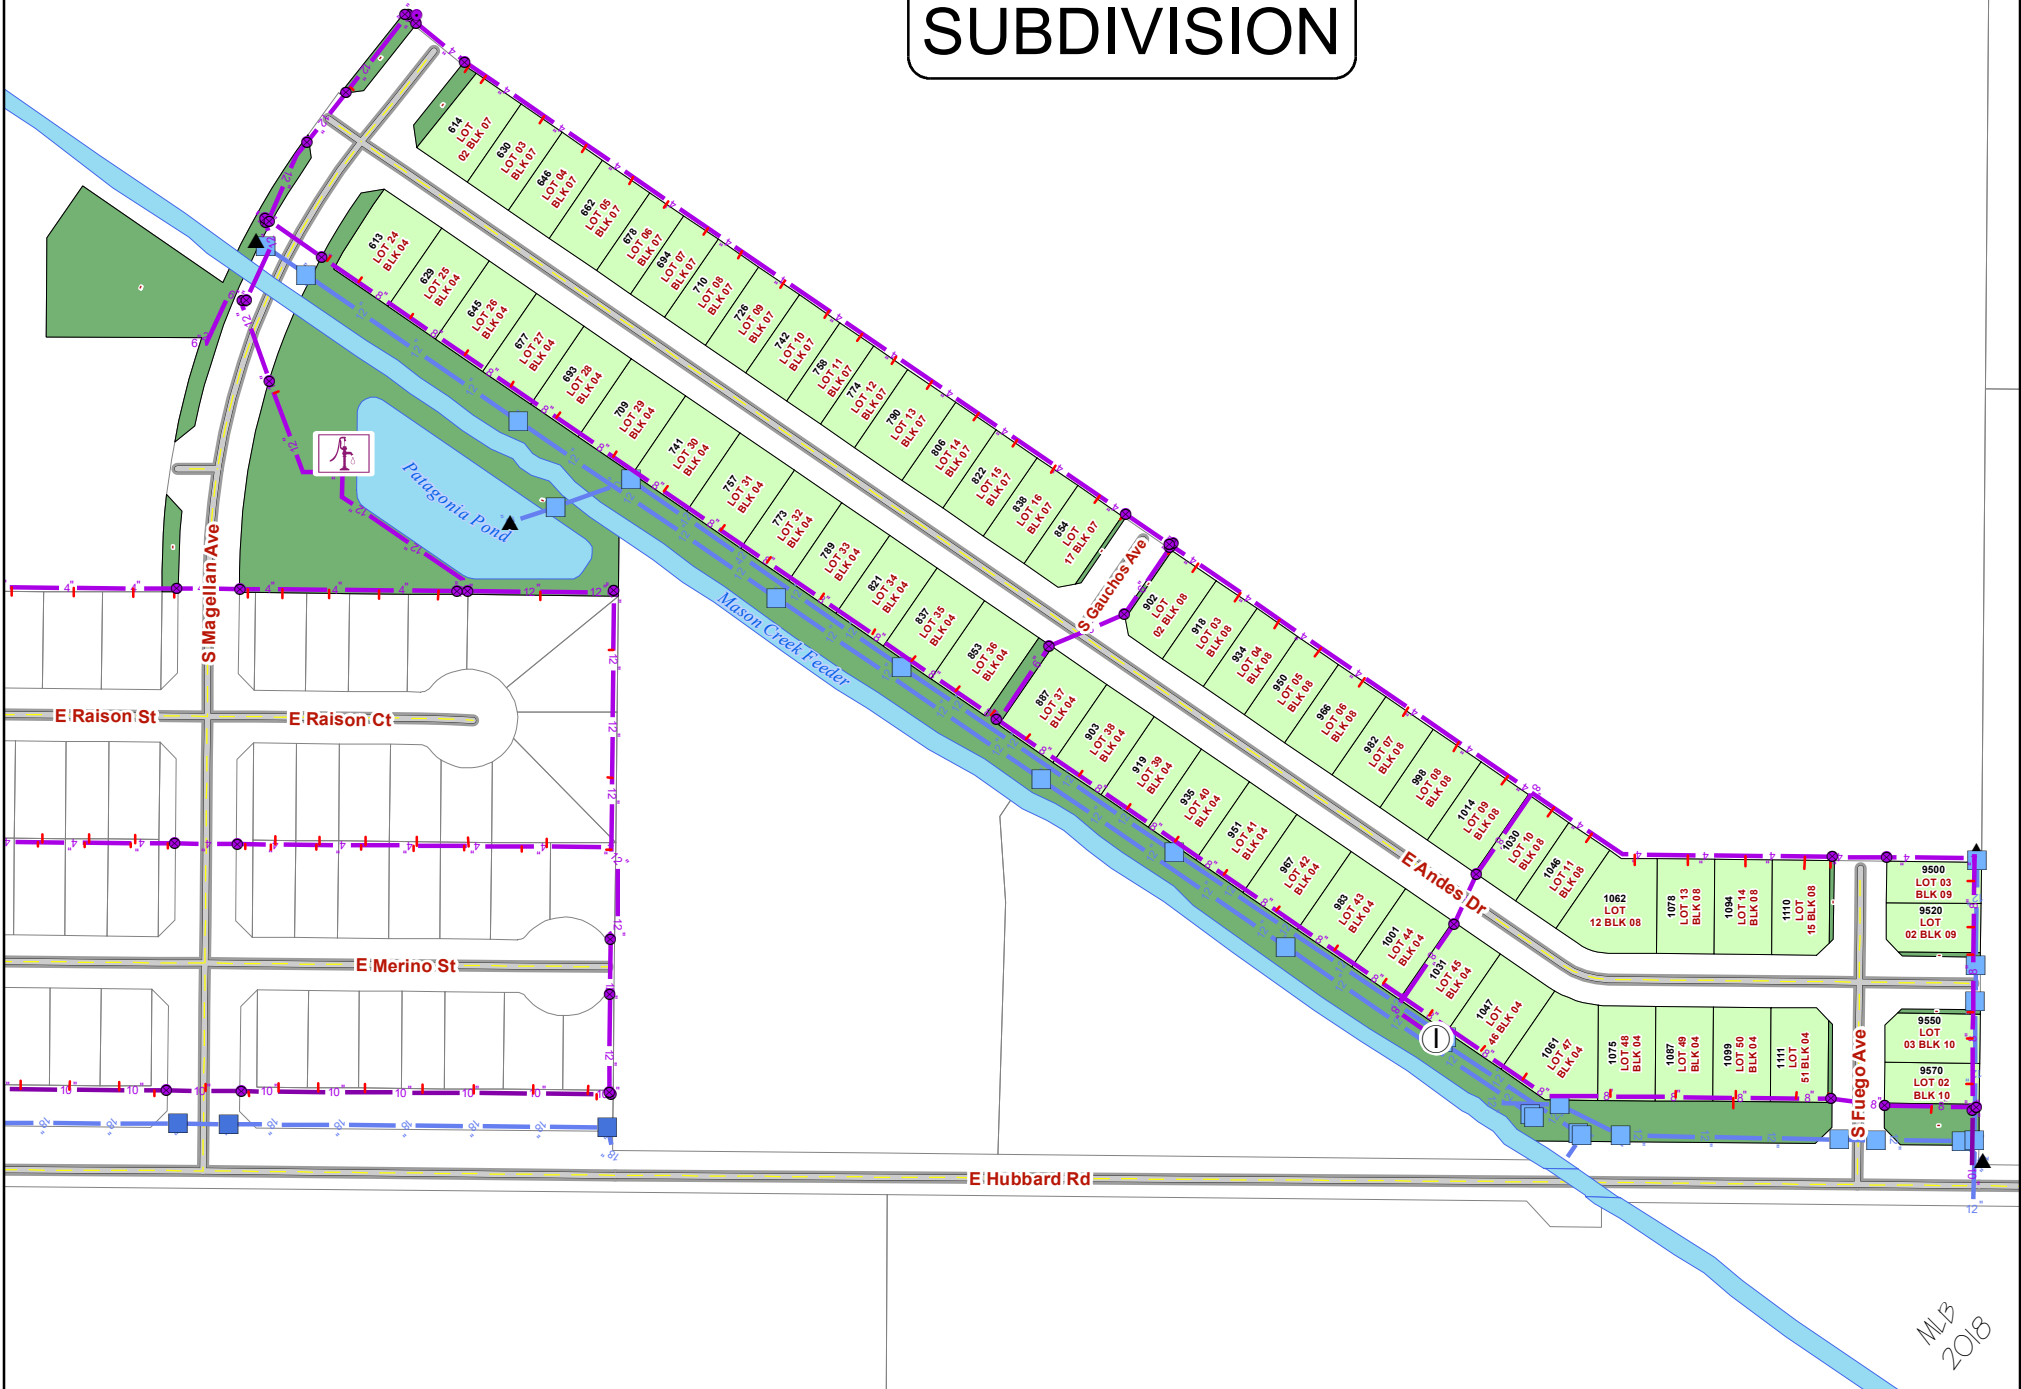 SUBDIVISION
614
LOT
02 BLK 07
630
LOT 03
BLK 07
646
LOT 04
BLK 07
662
LOT 05
BLK 07
678
LOT 06
BLK 07
694
LOT 07
BLK 07
710
LOT 08
BLK 07
726
LOT 09
BLK 07
742
LOT 10
BLK 07
758
LOT 11
BLK 07
774
LOT 12
BLK 07
790
LOT 13
BLK 07
806
LOT 14
BLK 07
822
LOT 15
BLK 07
838
LOT 16
BLK 07
854
LOT
17 BLK 07
613
LOT 24
BLK 04
629
LOT 25
BLK 04
645
LOT 26
BLK 04
677
LOT 27
BLK 04
693
LOT 28
BLK 04
709
LOT 29
BLK 04
741
LOT 30
BLK 04
757
LOT 31
BLK 04
773
LOT 32
BLK 04
789
LOT 33
BLK 04
821
LOT 34
BLK 04
837
LOT 35
BLK 04
853
LOT 36
BLK 04
887
LOT 37
BLK 04
903
LOT 38
BLK 04
919
LOT 39
BLK 04
935
LOT 40
BLK 04
951
LOT 41
BLK 04
967
LOT 42
BLK 04
983
LOT 43
BLK 04
1001
LOT 44
BLK 04
1031
LOT 45
BLK 04
1047
LOT
46 BLK 04
1061
LOT 47
BLK 04
1075
LOT 48
BLK 04
1087
LOT 49
BLK 04
1099
LOT 50
BLK 04
1111
LOT
51 BLK 04
902
LOT
02 BLK 08
918
LOT 03
BLK 08
934
LOT 04
BLK 08
950
LOT 05
BLK 08
966
LOT 06
BLK 08
982
LOT 07
BLK 08
998
LOT 08
BLK 08
1014
LOT 09
BLK 08
1030
LOT 10
BLK 08
1046
LOT 11
BLK 08
1062
LOT
12 BLK 08
1078
LOT 13
BLK 08
1094
LOT 14
BLK 08
1110
LOT
15 BLK 08
9500
LOT 03
BLK 09
9520
LOT
02 BLK 09
9550
LOT
03 BLK 10
9570
LOT 02
BLK 10
Patagonia Pond
Mason Creek Feeder
S Magellan Ave
S Gauchos Ave
E Andes Dr
S Fuego Ave
E Raison St
E Raison Ct
E Merino St
E Hubbard Rd
MLB
2018